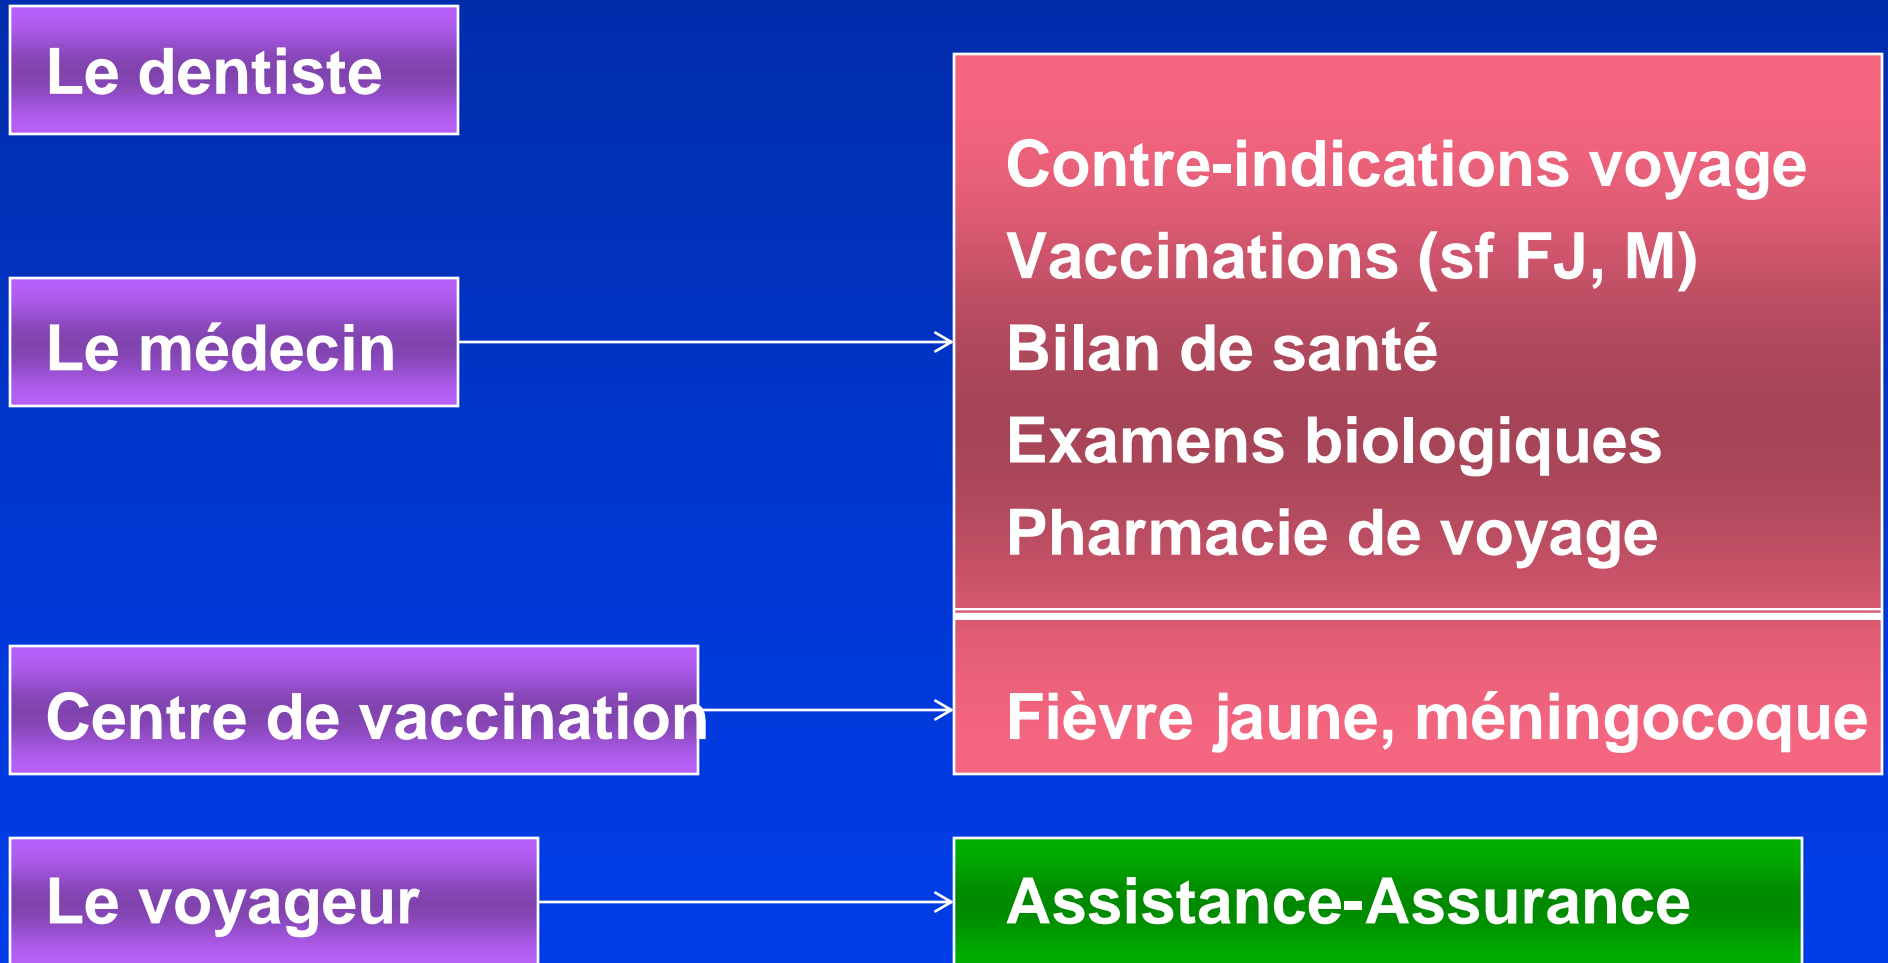 Le dentiste
Le médecin
Contre-indications voyage
Vaccinations (sf FJ, M)
Bilan de santé
Examens biologiques
Pharmacie de voyage
Centre de vaccination
Fièvre jaune, méningocoque
Le voyageur
Assistance-Assurance